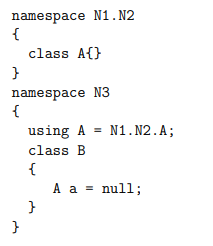 namespace N1.N2
{
  class A{}
}
namespace N3
{
  using A = N1.N2.A;
  class B
  {
     A a = null;
  }
}